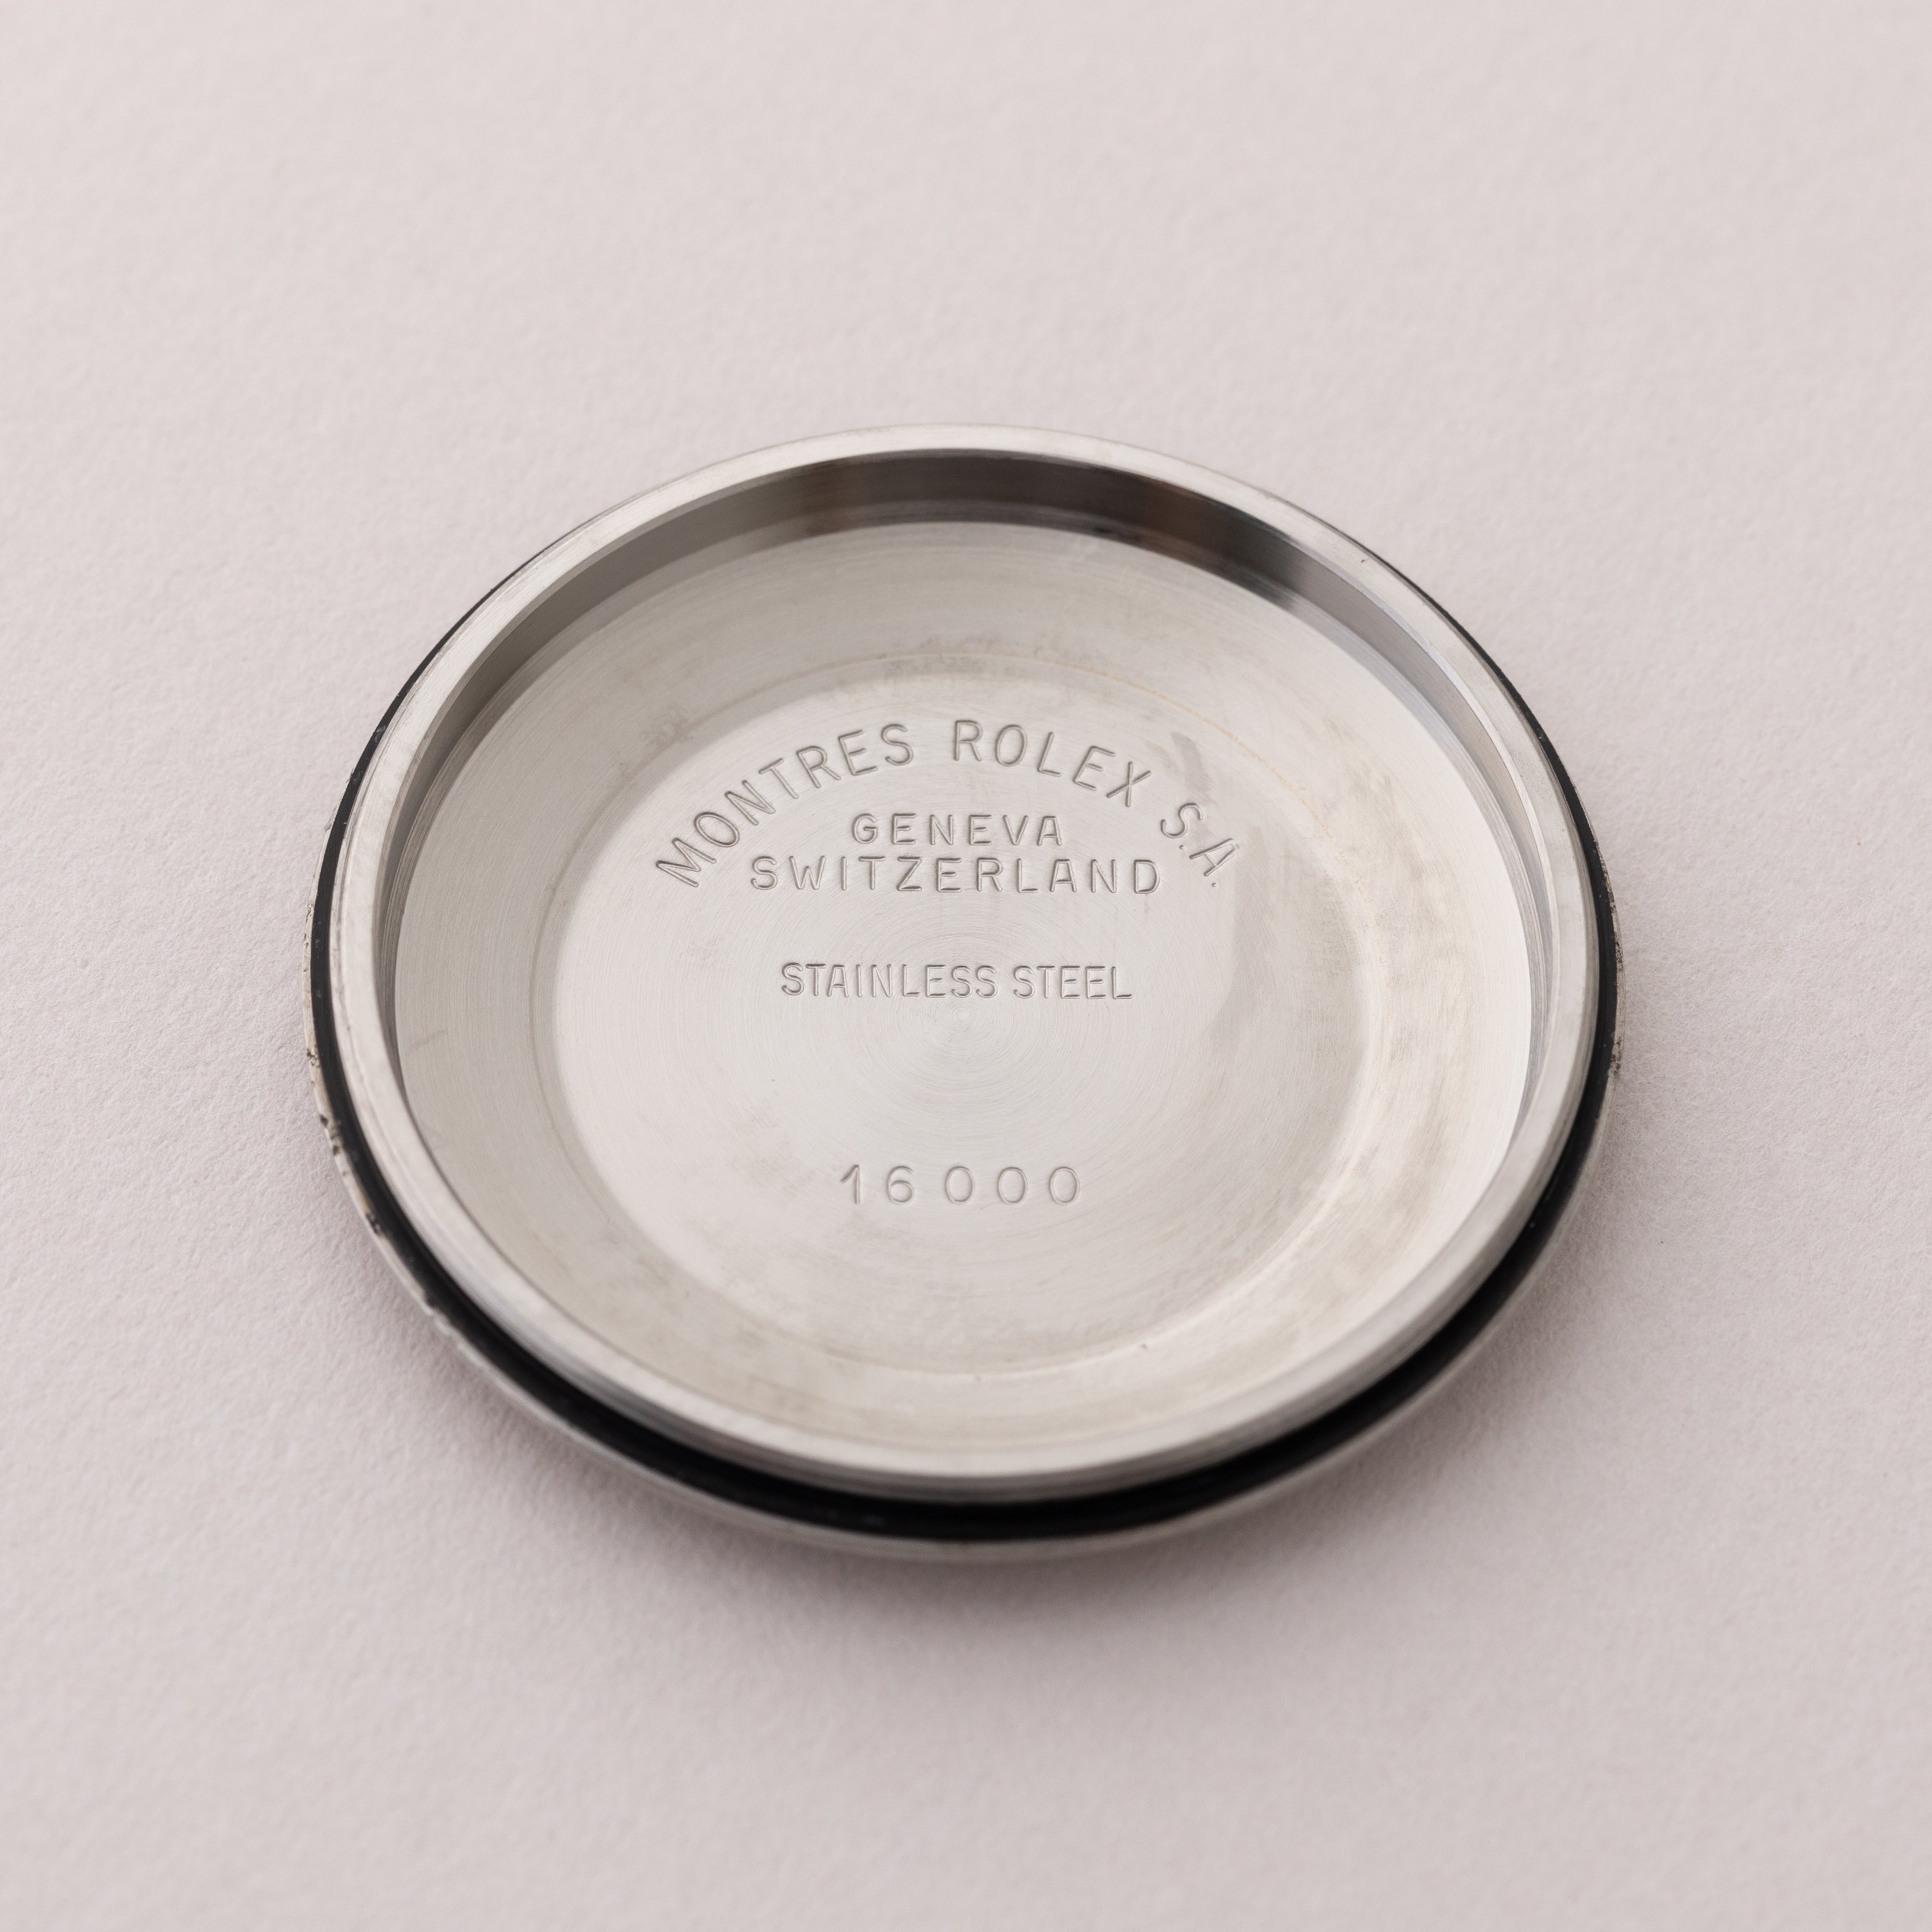 MONTRES ROLEX S.A.
GENEVA
SWITZERLAND
STAINLESS STEEL
16000